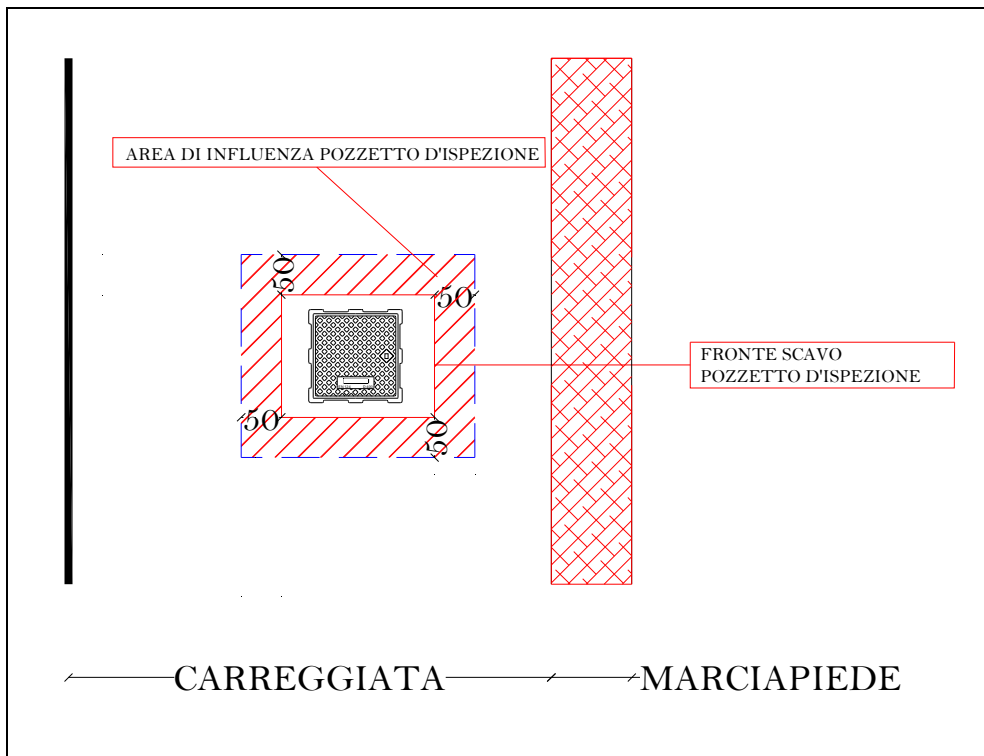 AREA DI INFLUENZA POZZETTO D'ISPEZIONE
50
50
FRONTE SCAVO
POZZETTO D'ISPEZIONE
50
50
CARREGGIATA
MARCIAPIEDE